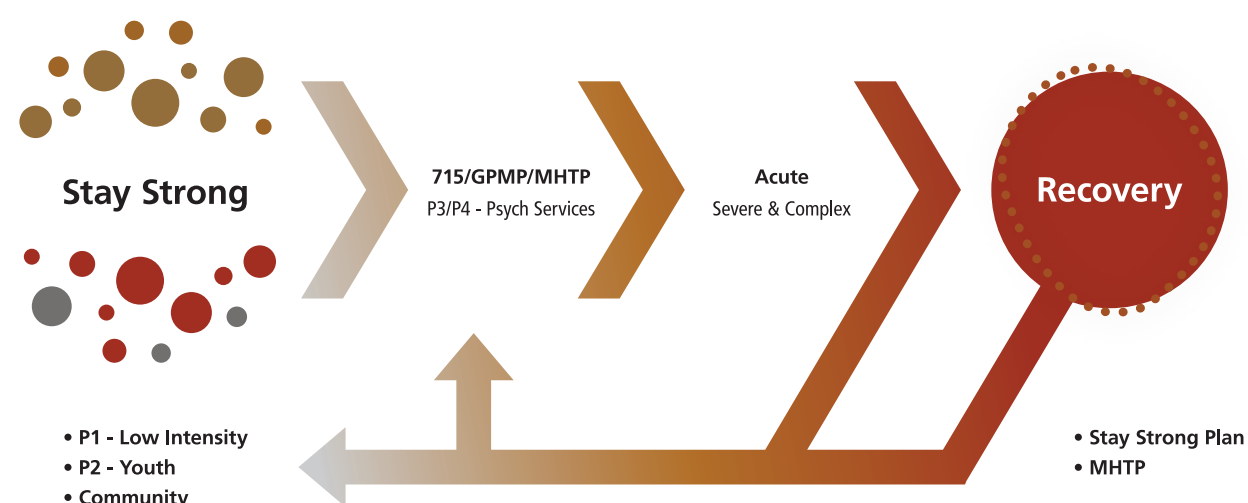 Stay Strong
715/GPMP/MHTP
P3/P4 - Psych Services
Acute
Severe & Complex
Recovery
• P1 - Low Intensity
• P2 - Youth
• Community
• Stay Strong Plan
• MHTP